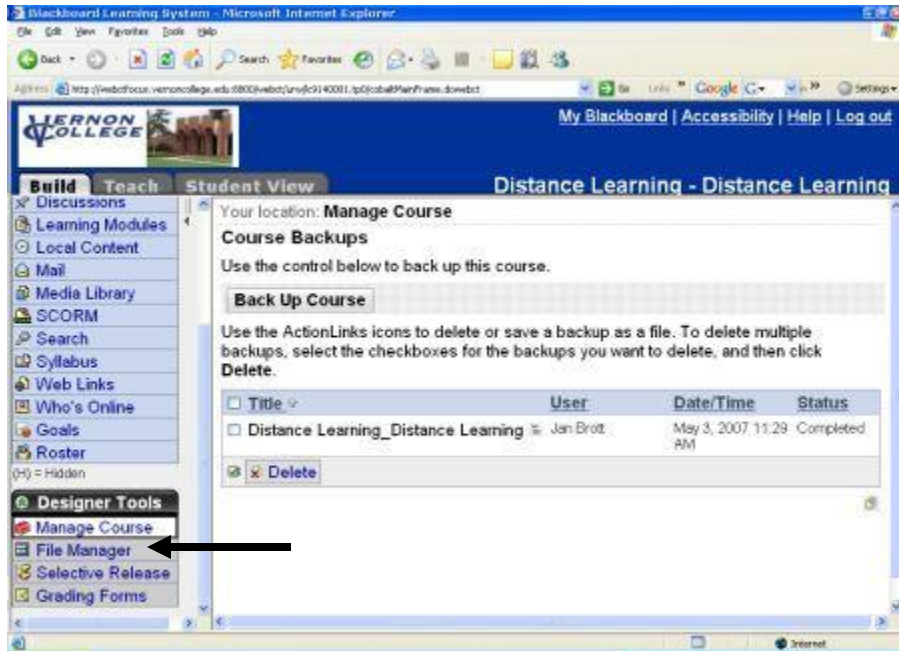 Blackboard Learning System - Microsoft Internet Explorer
File Edit View Favorites Tools Help
Back Search Favorites
Address Go Links Google Settings
VERNON COLLEGE
My Blackboard | Accessibility | Help | Log out
Build Teach Student View
Distance Learning - Distance Learning
Discussions
Learning Modules
Local Content
Mail
Media Library
SCORM
Search
Syllabus
Web Links
Who's Online
Goals
Roster
(H) = Hidden
Designer Tools
Manage Course
File Manager
Selective Release
Grading Forms
Your location: Manage Course
Course Backups
Use the control below to back up this course.
Back Up Course
Use the ActionLinks icons to delete or save a backup as a file. To delete multiple
backups, select the checkboxes for the backups you want to delete, and then click
Delete.
Title User Date/Time Status
Distance Learning_Distance Learning Jan Brott May 3, 2007 11:29 Completed
AM
Delete
Internet